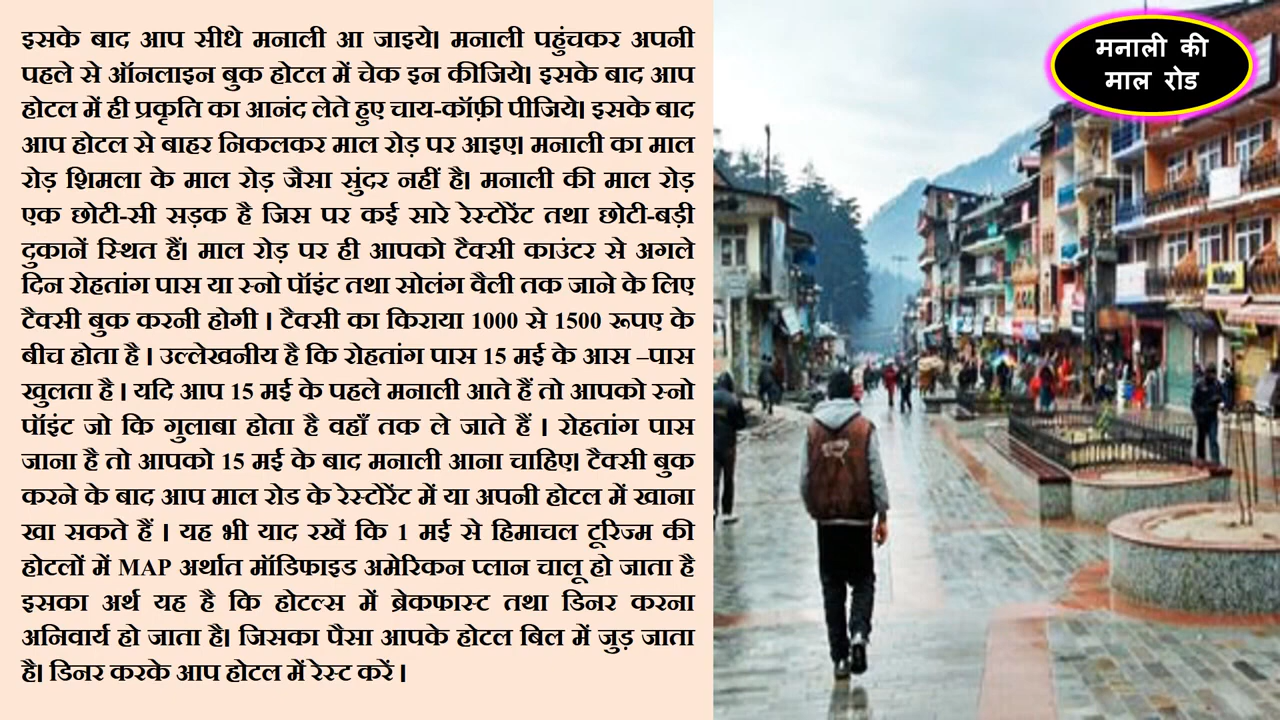 इसके बाद आप सीधे मनाली आ जाइये। मनाली पहुंचकर अपनी
पहले से ऑनलाइन बुक होटल में चेक इन कीजिये। इसके बाद आप
होटल में ही प्रकृति का आनंद लेते हुए चाय-कॉफ़ी पीजिये। इसके बाद
आप होटल से बाहर निकलकर माल रोड़ पर आइए। मनाली का माल
रोड़ शिमला के माल रोड़ जैसा सुंदर नहीं है। मनाली की माल रोड़
एक छोटी-सी सड़क है जिस पर कई सारे रेस्टोरेंट तथा छोटी-बड़ी
दुकानें स्थित हैं। माल रोड़ पर ही आपको टैक्सी काउंटर से अगले
दिन रोहतांग पास या स्नो पॉइंट तथा सोलंग वैली तक जाने के लिए
टैक्सी बुक करनी होगी । टैक्सी का किराया 1000 से 1500 रूपए के
बीच होता है । उल्लेखनीय है कि रोहतांग पास 15 मई के आस –पास
खुलता है । यदि आप 15 मई के पहले मनाली आते हैं तो आपको स्नो
पॉइंट जो कि गुलाबा होता है वहाँ तक ले जाते हैं । रोहतांग पास
जाना है तो आपको 15 मई के बाद मनाली आना चाहिए। टैक्सी बुक
करने के बाद आप माल रोड के रेस्टोरेंट में या अपनी होटल में खाना
खा सकते हैं । यह भी याद रखें कि 1 मई से हिमाचल टूरिज्म की
होटलों में MAP अर्थात मॉडिफाइड अमेरिकन प्लान चालू हो जाता है
इसका अर्थ यह है कि होटल्स में ब्रेकफास्ट तथा डिनर करना
अनिवार्य हो जाता है। जिसका पैसा आपके होटल बिल में जुड़ जाता
है। डिनर करके आप होटल में रेस्ट करें ।
मनाली की
माल रोड